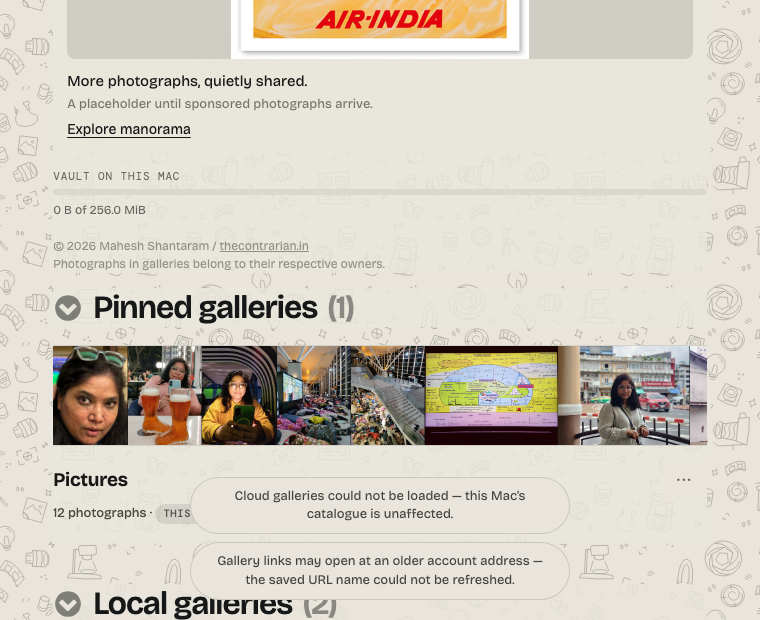 AIR-INDIA
More photographs, quietly shared.
A placeholder until sponsored photographs arrive.
Explore manorama
VAULT ON THIS MAC
0 B of 256.0 MiB
© 2026 Mahesh Shantaram / thecontrarian.in
Photographs in galleries belong to their respective owners.
Pinned galleries (1)
Pictures
...
12 photographs · THIS
Cloud galleries could not be loaded — this Mac's
catalogue is unaffected.
Gallery links may open at an older account address —
the saved URL name could not be refreshed.
Local galleries (2)